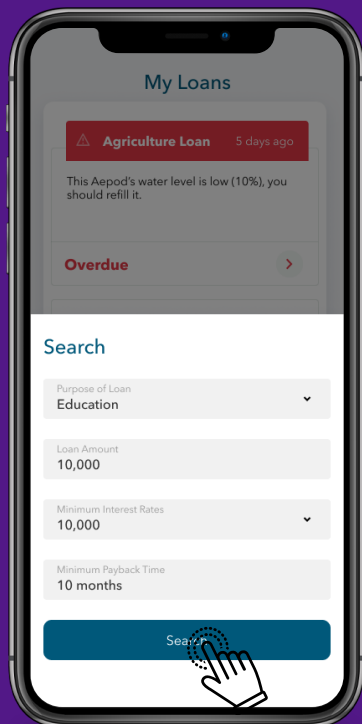 My Loans
Agriculture Loan 5 days ago
This Aepod's water level is low (10%), you
should refill it.
Overdue
Search
Purpose of Loan
Education
Loan Amount
10,000
Minimum Interest Rates
10,000
Minimum Payback Time
10 months
Search